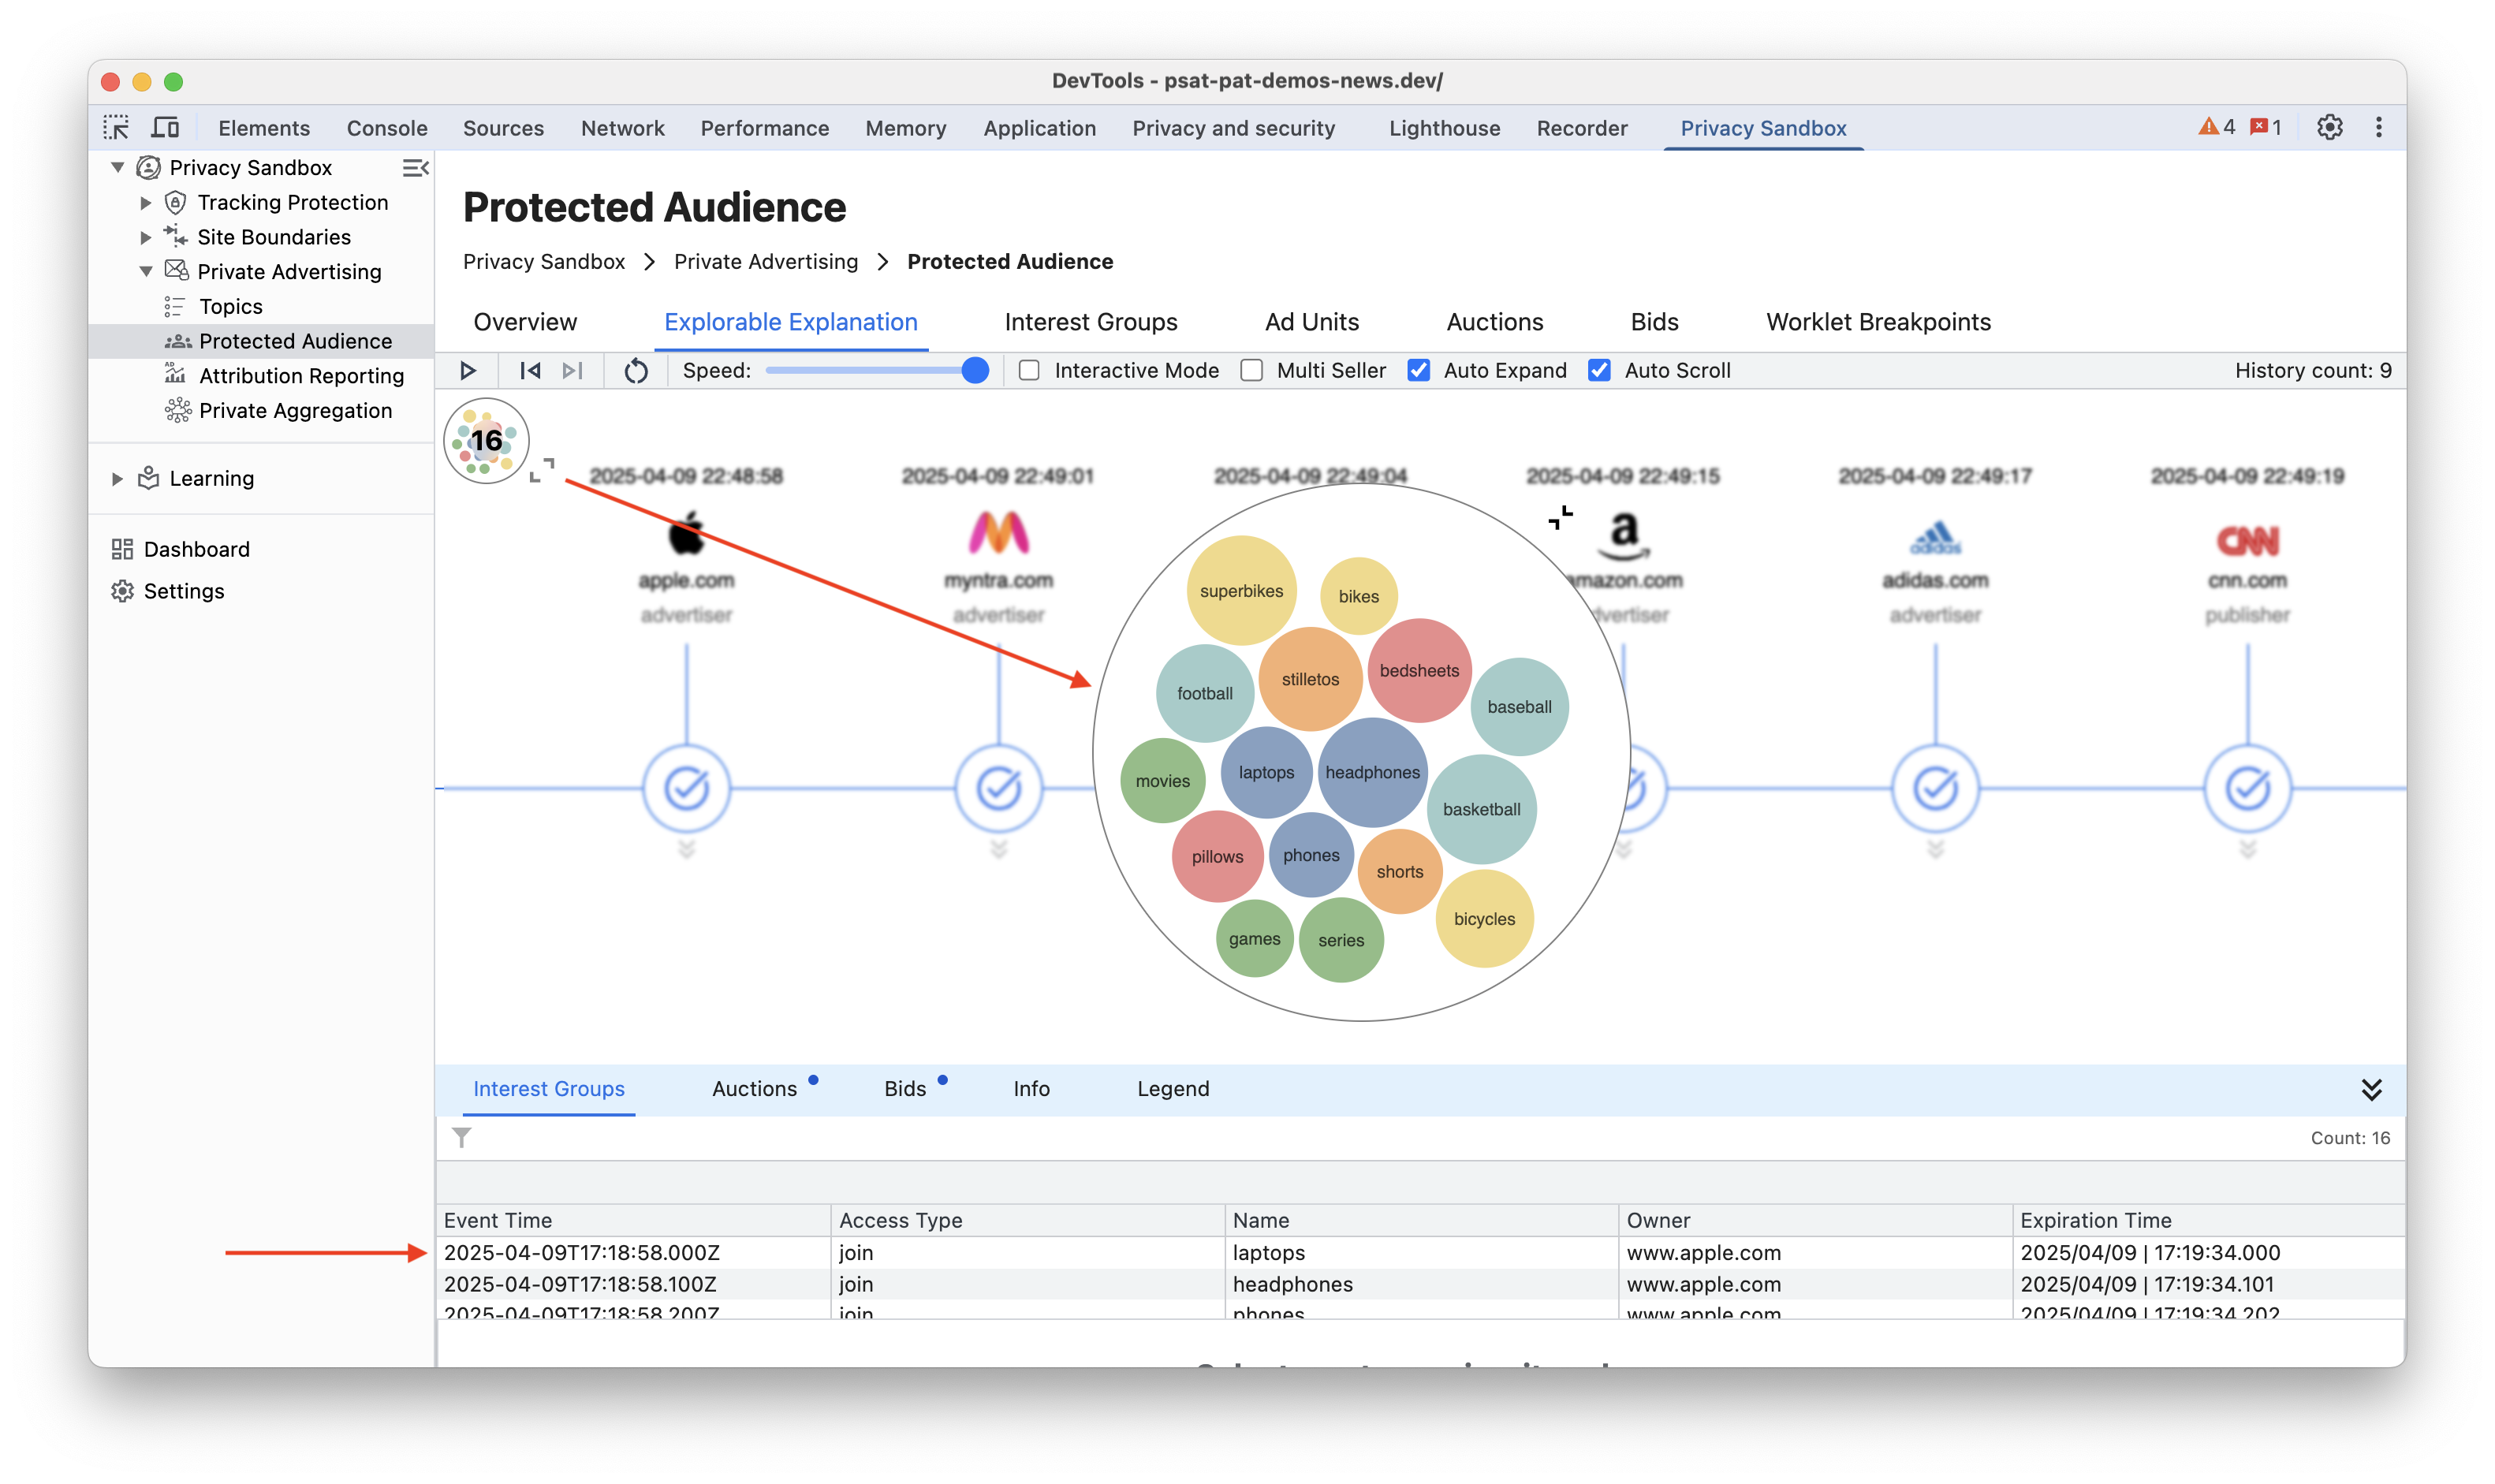 DevTools - psat-pat-demos-news.dev/
Elements Console Sources Network Performance Memory Application Privacy and security Lighthouse Recorder Privacy Sandbox 4 1
Privacy Sandbox
Tracking Protection
Site Boundaries
Private Advertising
Topics
Protected Audience
AD
Attribution Reporting
Private Aggregation
Learning
Dashboard
Settings
Protected Audience
Privacy Sandbox > Private Advertising > Protected Audience
Overview Explorable Explanation Interest Groups Ad Units Auctions Bids Worklet Breakpoints
Speed: Interactive Mode Multi Seller Auto Expand Auto Scroll History count: 9
16
2025-04-09 22:48:58 2025-04-09 22:49:01 2025-04-09 22:49:04 2025-04-09 22:49:15 2025-04-09 22:49:17 2025-04-09 22:49:19
a adidas CNN
apple.com myntra.com amazon.com adidas.com cnn.com
advertiser advertiser advertiser advertiser publisher
superbikes bikes
football stilletos bedsheets baseball
movies laptops headphones basketball
pillows phones shorts bicycles
games series
Interest Groups Auctions Bids Info Legend
Count: 16
Event Time Access Type Name Owner Expiration Time
2025-04-09T17:18:58.000Z join laptops www.apple.com 2025/04/09 | 17:19:34.000
2025-04-09T17:18:58.100Z join headphones www.apple.com 2025/04/09 | 17:19:34.101
2025-04-09T17:18:58.200Z join phones www.apple.com 2025/04/09 | 17:19:34.202